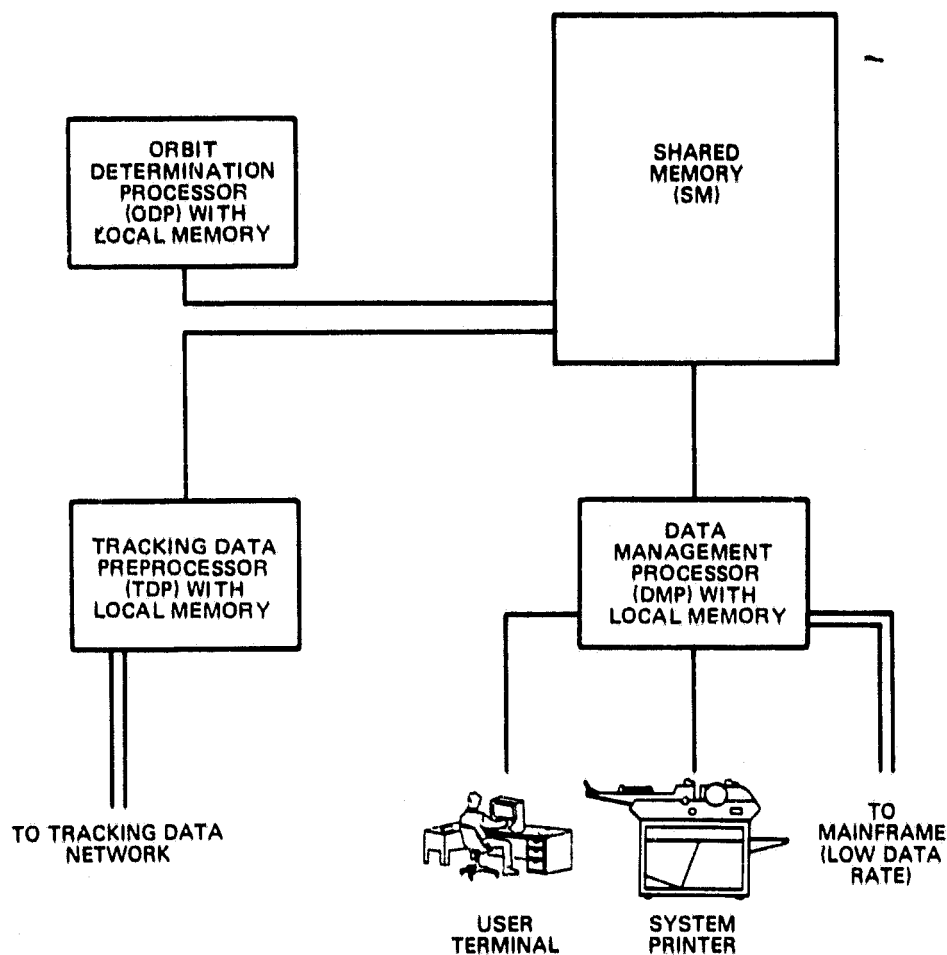 ORBIT
DETERMINATION
PROCESSOR
(ODP) WITH
LOCAL MEMORY
SHARED
MEMORY
(SM)
TRACKING DATA
PREPROCESSOR
(TDP) WITH
LOCAL MEMORY
DATA
MANAGEMENT
PROCESSOR
(DMP) WITH
LOCAL MEMORY
TO TRACKING DATA
NETWORK
USER
TERMINAL
SYSTEM
PRINTER
TO
MAINFRAME
(LOW DATA
RATE)